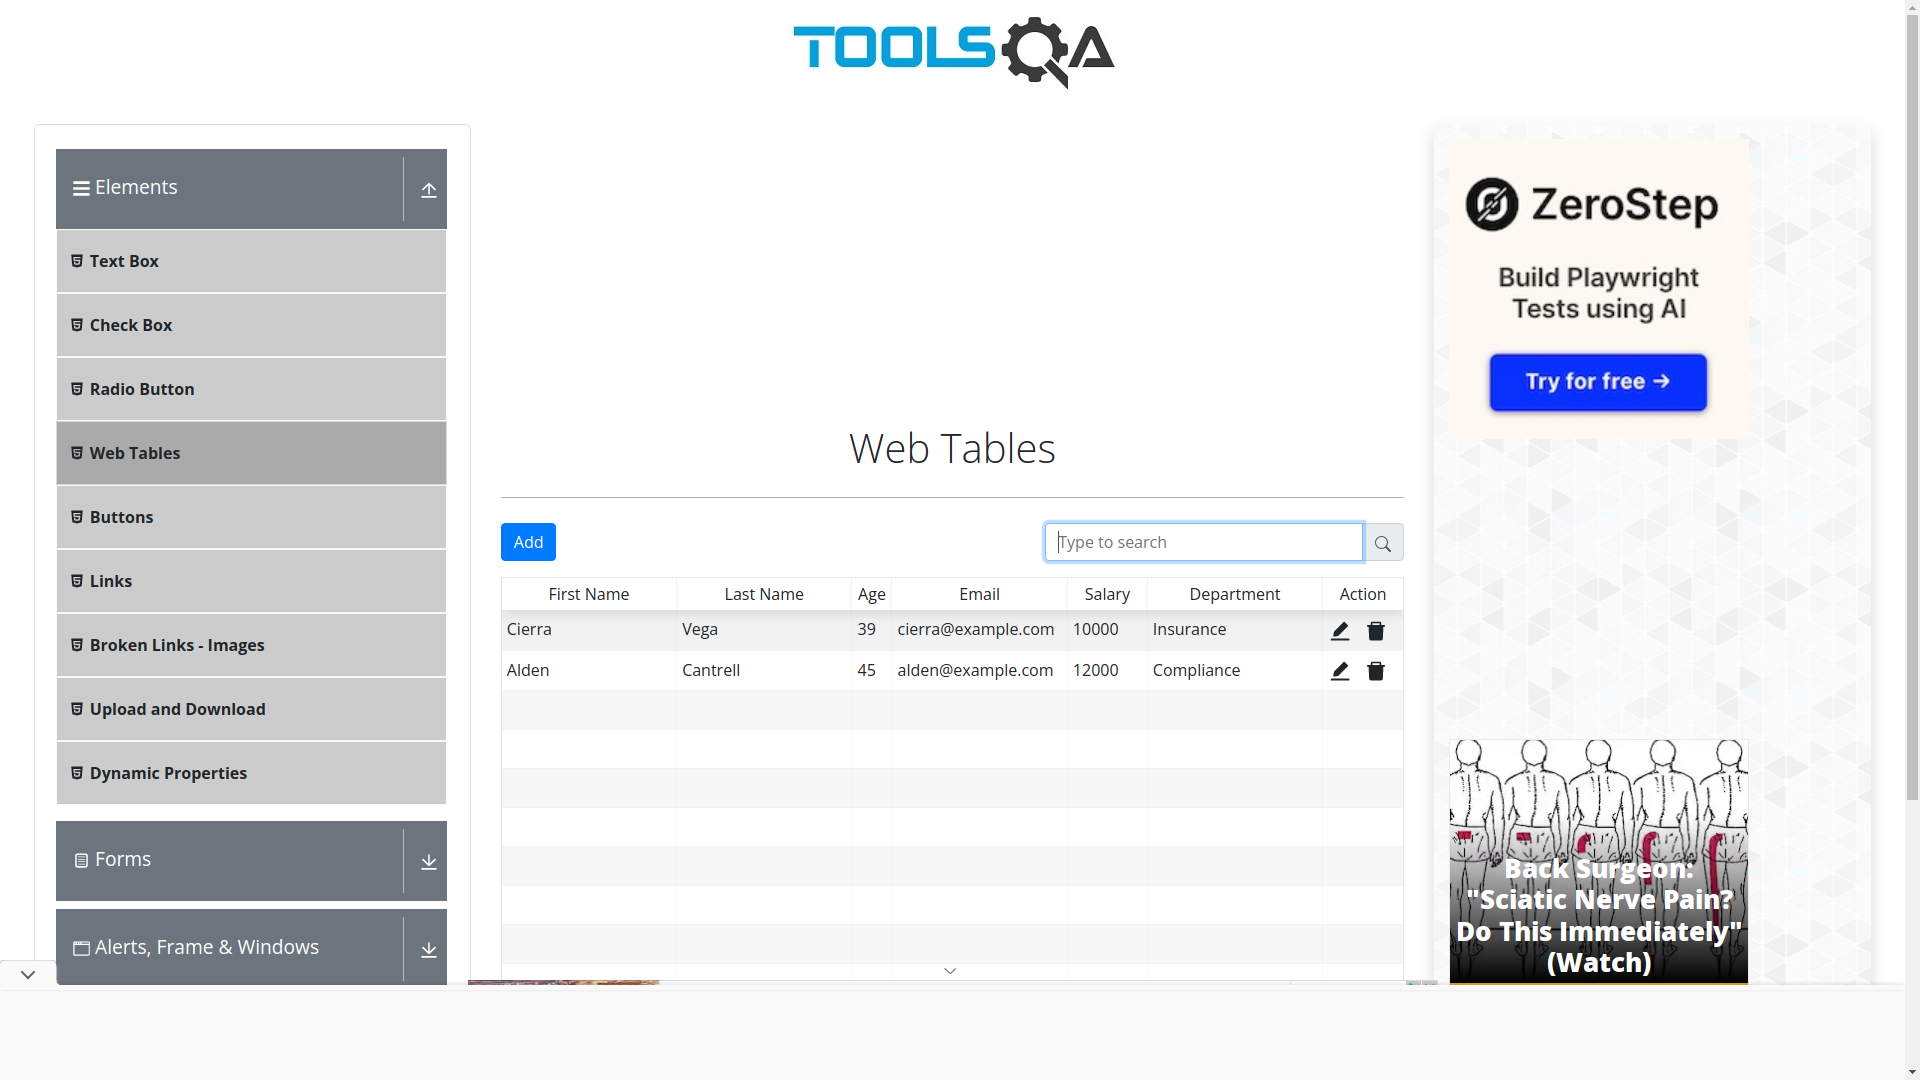 TOOLSQA
Elements
Text Box
Check Box
Radio Button
Web Tables
Buttons
Links
Broken Links - Images
Upload and Download
Dynamic Properties
Forms
Alerts, Frame & Windows
Web Tables
Add
Type to search
First Name Last Name Age Email Salary Department Action
Cierra Vega 39 cierra@example.com 10000 Insurance
Alden Cantrell 45 alden@example.com 12000 Compliance
ZeroStep
Build Playwright
Tests using AI
Try for free →
Back Surgeon:
"Sciatic Nerve Pain?
Do This Immediately"
(Watch)